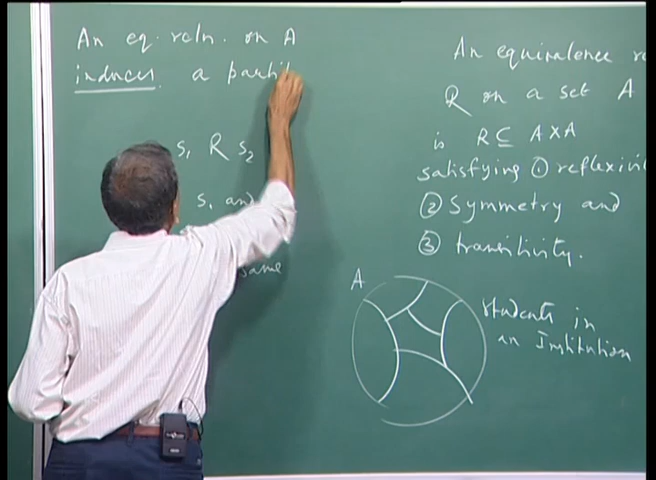 An eq. reln. on A
induces a partit
s₁ R s₂
s₁ and
same
An equivalence re
R on a set A
is R ⊆ A×A
satisfying ① reflexivi
② Symmetry and
③ transitivity.
A
Students in
an Institution